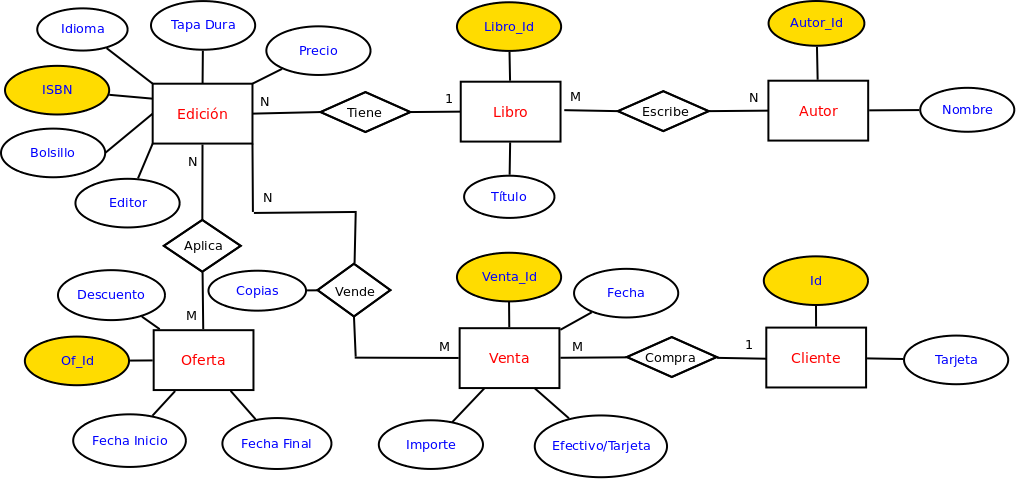 Idioma
Tapa Dura
Precio
ISBN
Bolsillo
Editor
Edición
N
Tiene
1
Libro_Id
Libro
Título
M
Escribe
N
Autor_Id
Autor
Nombre
N
Aplica
M
N
Copias
Vende
M
Descuento
Of_Id
Oferta
Fecha Inicio
Fecha Final
Venta_Id
Fecha
Venta
Importe
Efectivo/Tarjeta
M
Compra
1
Id
Cliente
Tarjeta